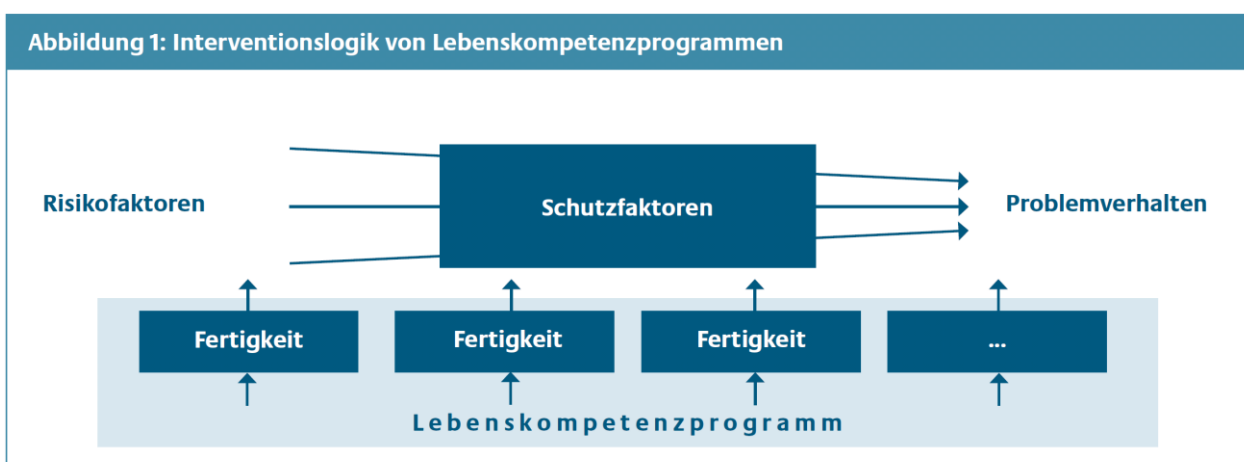 Abbildung 1: Interventionslogik von Lebenskompetenzprogrammen
Risikofaktoren
Schutzfaktoren
Problemverhalten
Fertigkeit
Fertigkeit
Fertigkeit
...
Lebenskompetenzprogramm